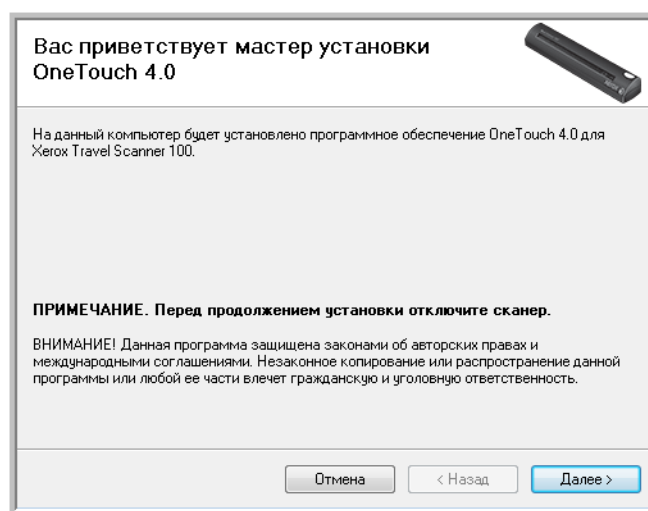 Вас приветствует мастер установки
OneTouch 4.0
На данный компьютер будет установлено программное обеспечение OneTouch 4.0 для
Xerox Travel Scanner 100.
ПРИМЕЧАНИЕ. Перед продолжением установки отключите сканер.
ВНИМАНИЕ! Данная программа защищена законами об авторских правах и
международными соглашениями. Незаконное копирование или распространение данной
программы или любой ее части влечет гражданскую и уголовную ответственность.
Отмена < Назад Далее >